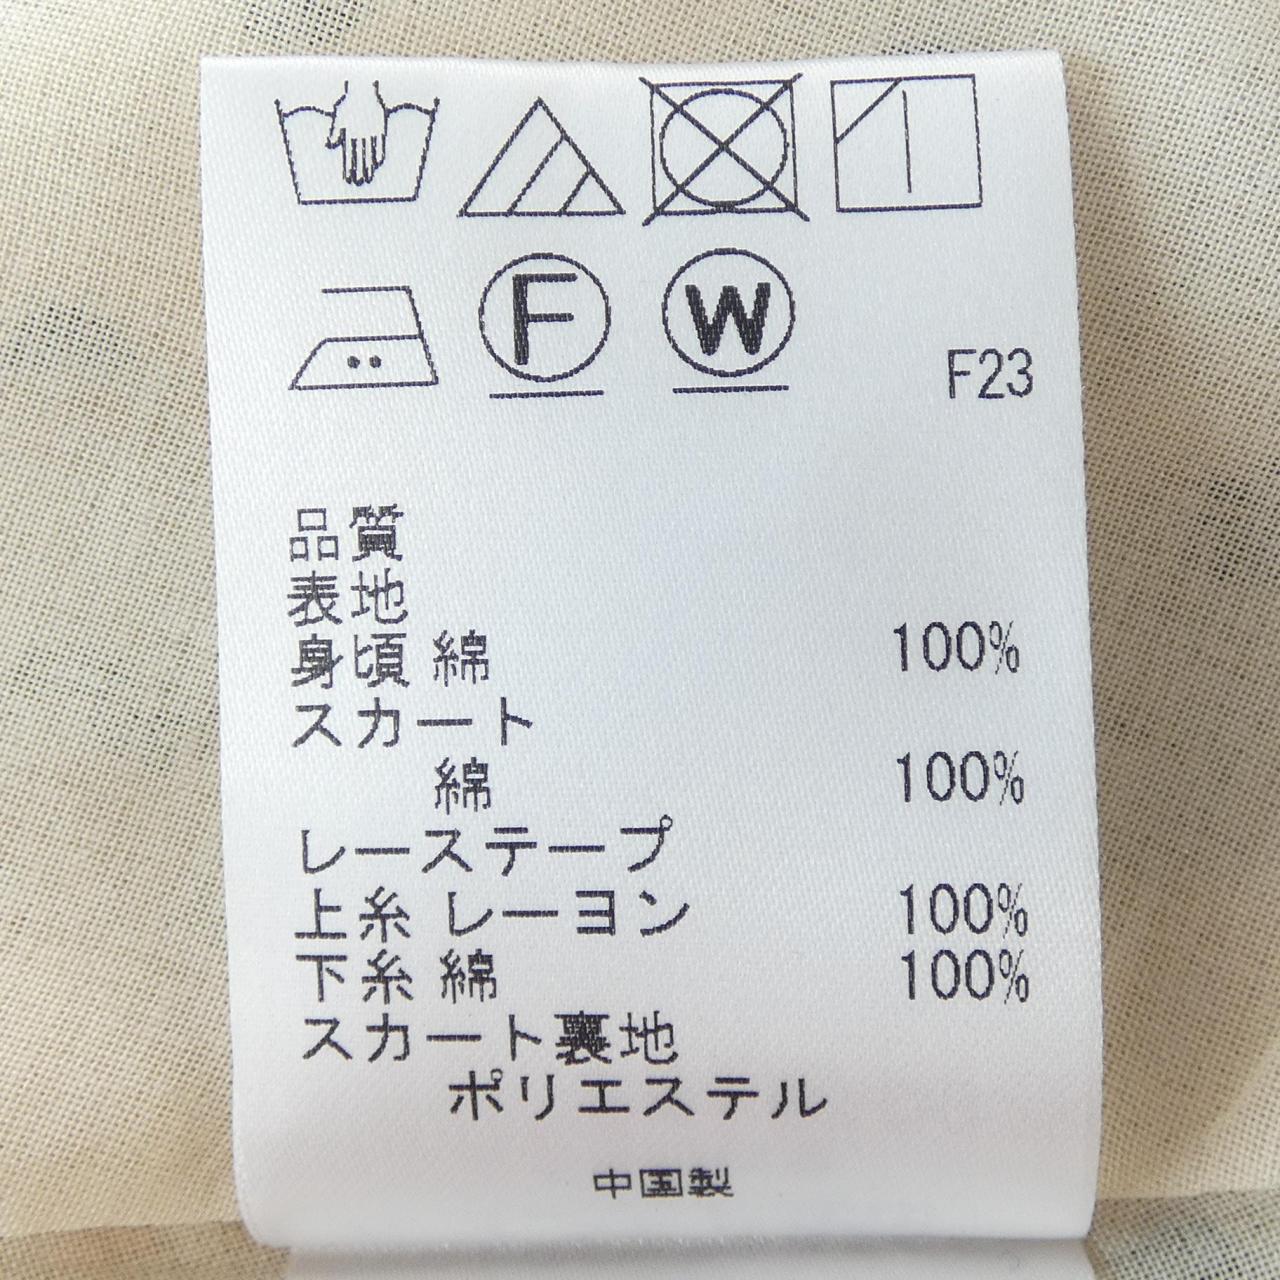 F W
F23
品質
表地
身頃 綿 100%
スカート
綿 100%
レーステープ
上糸 レーヨン 100%
下糸 綿 100%
スカート裏地
ポリエステル
中国製